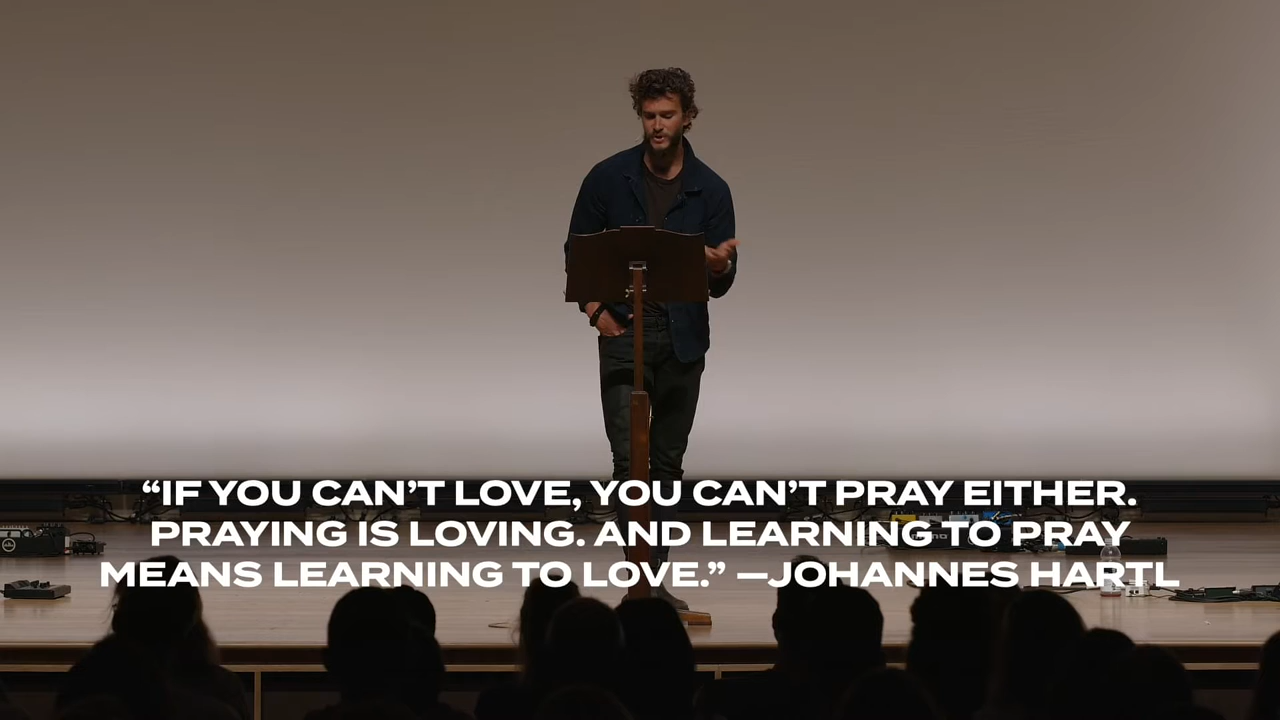 “IF YOU CAN’T LOVE, YOU CAN’T PRAY EITHER.
PRAYING IS LOVING. AND LEARNING TO PRAY
MEANS LEARNING TO LOVE.” —JOHANNES HARTL